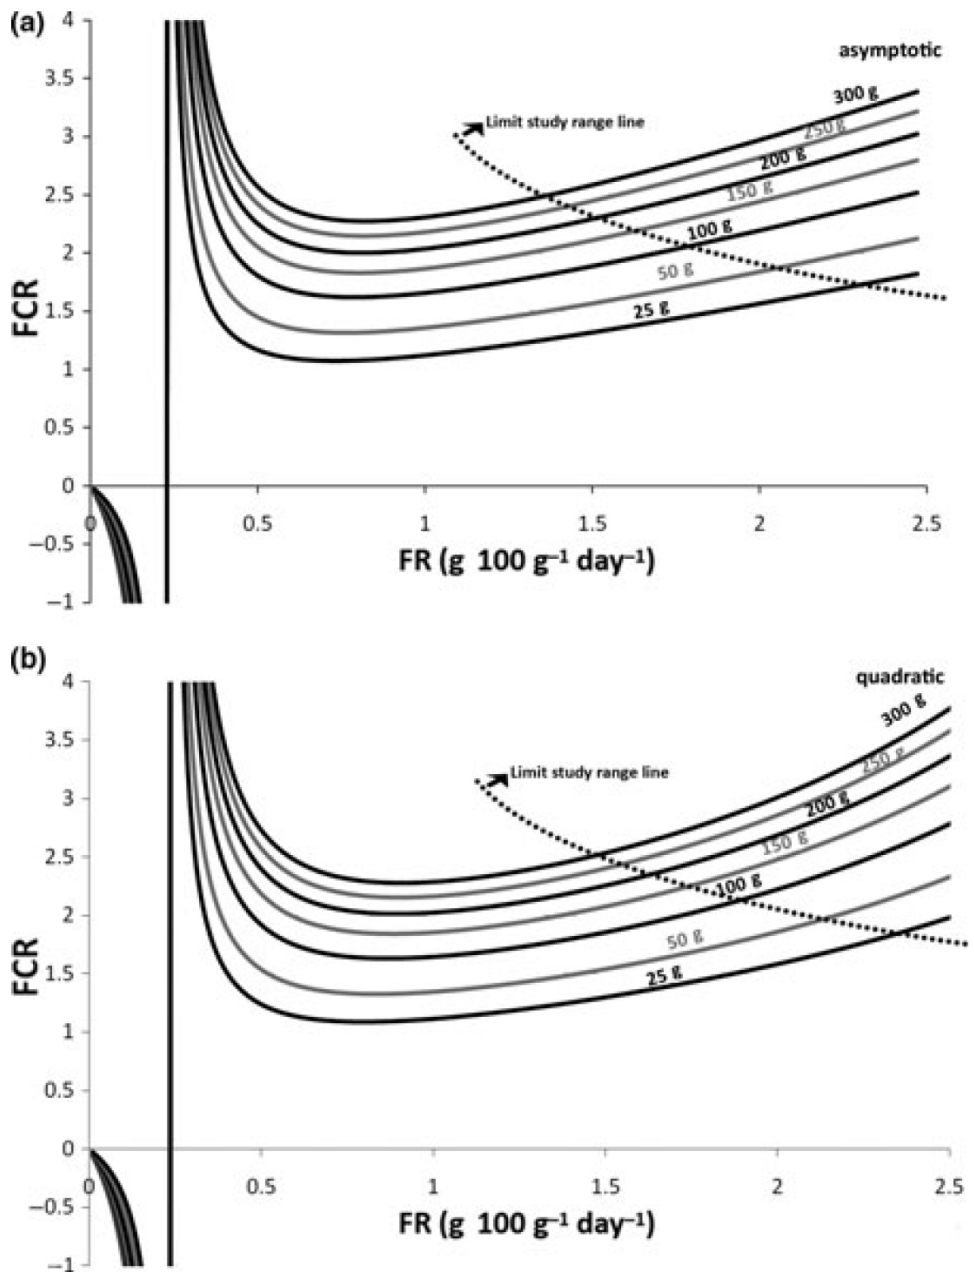 (a)
4
asymptotic
3.5
300 g
250 g
3
Limit study range line
200 g
2.5
150 g
100 g
2
50 g
1.5
25 g
1
0.5
0
0 0.5 1 1.5 2 2.5
−0.5
−1
FCR
FR (g 100 g⁻¹ day⁻¹)
(b)
4
quadratic
300 g
3.5
250 g
3
Limit study range line
200 g
2.5
150 g
100 g
2
50 g
1.5
25 g
1
0.5
0
0 0.5 1 1.5 2 2.5
−0.5
−1
FCR
FR (g 100 g⁻¹ day⁻¹)